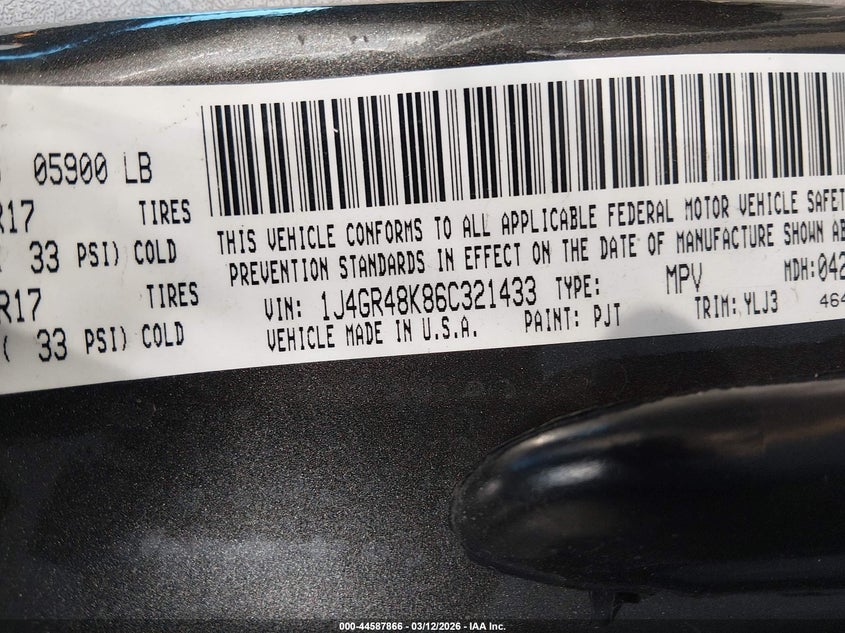 05900 LB
R17 TIRES
33 PSI) COLD
R17 TIRES
( 33 PSI) COLD
THIS VEHICLE CONFORMS TO ALL APPLICABLE FEDERAL MOTOR VEHICLE SAFET
PREVENTION STANDARDS IN EFFECT ON THE DATE OF MANUFACTURE SHOWN AB
VIN: 1J4GR48K86C321433 TYPE: MPV MDH:042
VEHICLE MADE IN U.S.A. PAINT: PJT TRIM: YLJ3 464
000-44587866 - 03/12/2026 - IAA Inc.